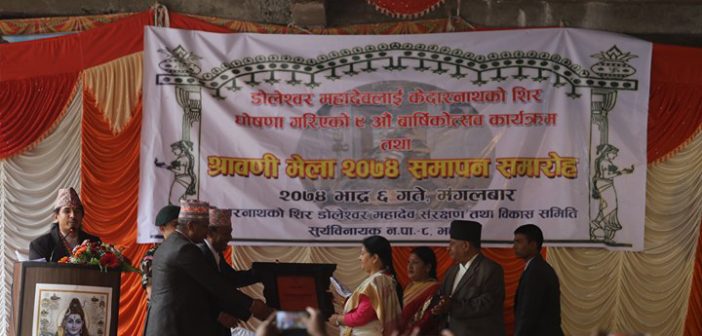 डोलेश्वर महादेवलाई केदारनाथको शिर
घोषणा गरिएको ९ औं बार्षिकोत्सव कार्यक्रम
तथा
श्रावणी मेला २०७४ समापन समारोह
२०७४ भाद्र ६ गते, मंगलबार
दारनाथको शिर डोलेश्वर महादेव संरक्षण तथा विकास समिति
सुर्यविनायक न.पा.-८, भ